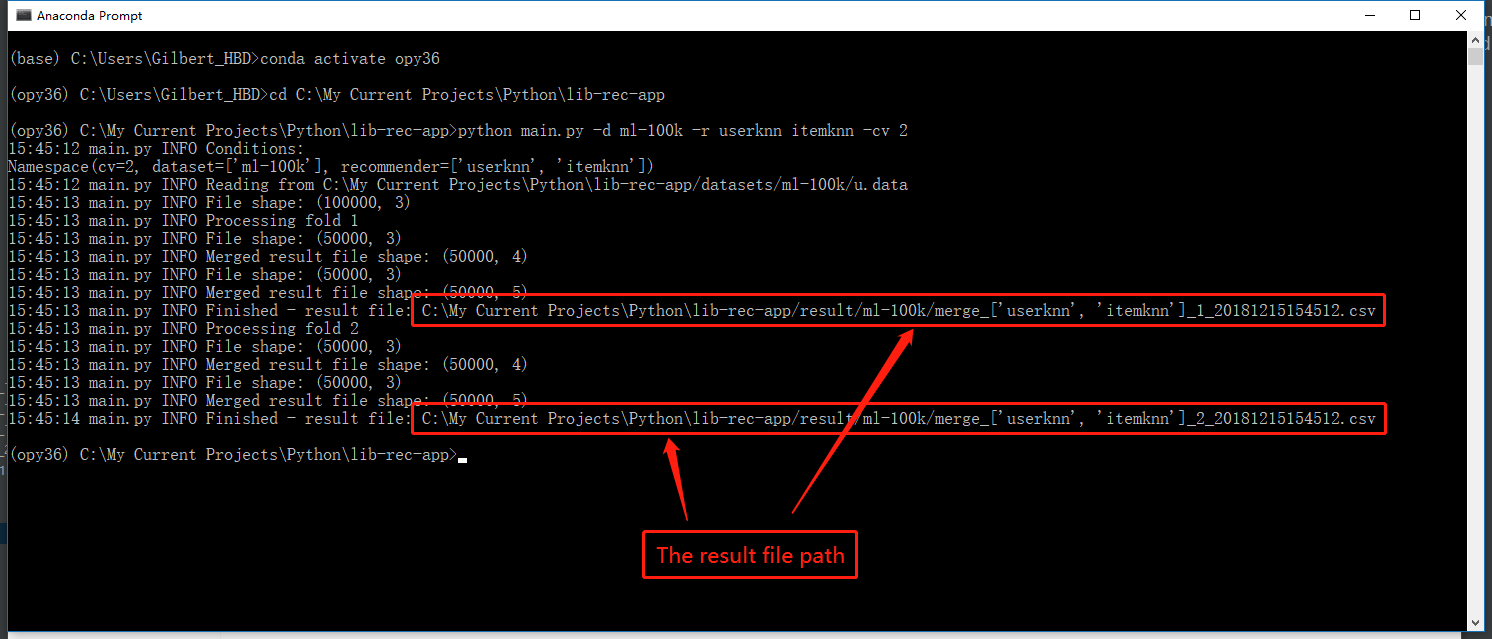 Anaconda Prompt
(base) C:\Users\Gilbert_HBD>conda activate opy36
(opy36) C:\Users\Gilbert_HBD>cd C:\My Current Projects\Python\lib-rec-app
(opy36) C:\My Current Projects\Python\lib-rec-app>python main.py -d ml-100k -r userknn itemknn -cv 2
15:45:12 main.py INFO Conditions:
Namespace(cv=2, dataset=['ml-100k'], recommender=['userknn', 'itemknn'])
15:45:12 main.py INFO Reading from C:\My Current Projects\Python\lib-rec-app/datasets/ml-100k/u.data
15:45:13 main.py INFO File shape: (100000, 3)
15:45:13 main.py INFO Processing fold 1
15:45:13 main.py INFO File shape: (50000, 3)
15:45:13 main.py INFO Merged result file shape: (50000, 4)
15:45:13 main.py INFO File shape: (50000, 3)
15:45:13 main.py INFO Merged result file shape: (50000, 5)
15:45:13 main.py INFO Finished - result file: C:\My Current Projects\Python\lib-rec-app/result/ml-100k/merge_['userknn', 'itemknn']_1_20181215154512.csv
15:45:13 main.py INFO Processing fold 2
15:45:13 main.py INFO File shape: (50000, 3)
15:45:13 main.py INFO Merged result file shape: (50000, 4)
15:45:13 main.py INFO File shape: (50000, 3)
15:45:13 main.py INFO Merged result file shape: (50000, 5)
15:45:14 main.py INFO Finished - result file: C:\My Current Projects\Python\lib-rec-app/result/ml-100k/merge_['userknn', 'itemknn']_2_20181215154512.csv
(opy36) C:\My Current Projects\Python\lib-rec-app>
The result file path